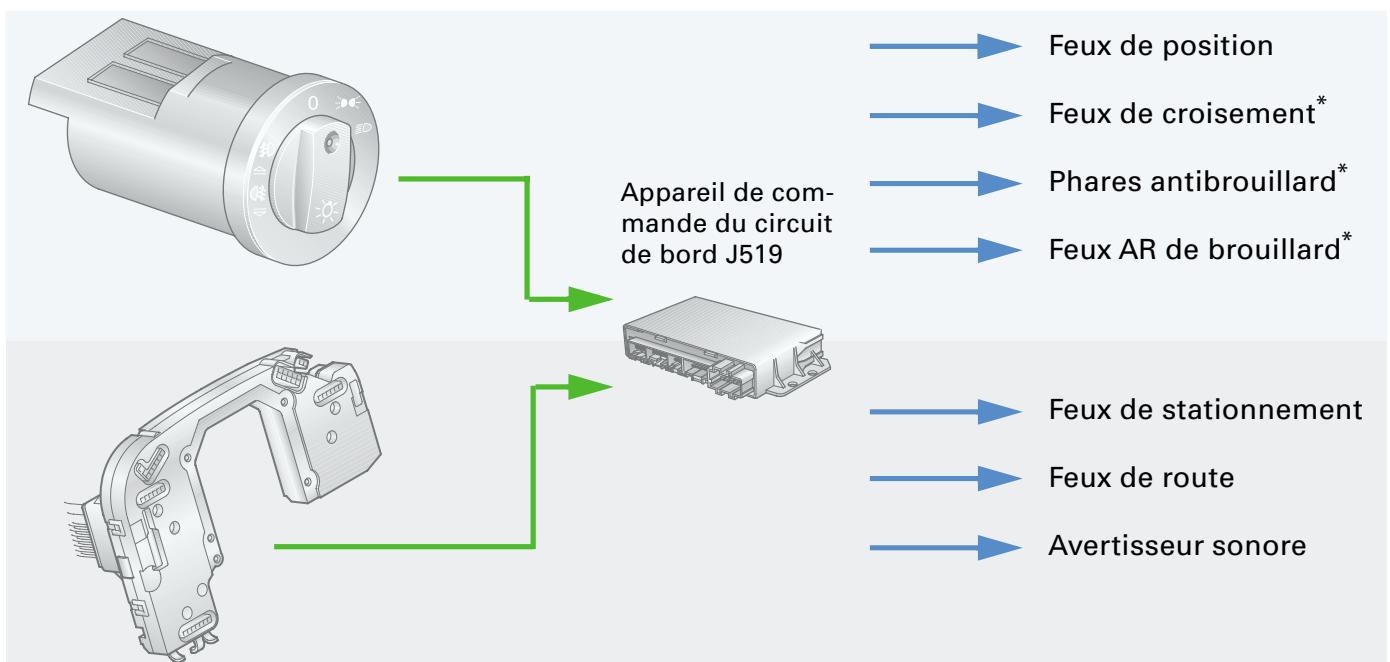 0
Appareil de com-
mande du circuit
de bord J519
Feux de position
Feux de croisement*
Phares antibrouillard*
Feux AR de brouillard*
Feux de stationnement
Feux de route
Avertisseur sonore